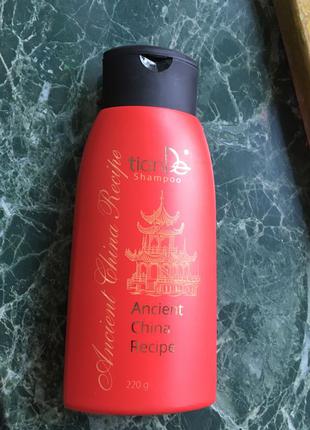 tianDe
Shampoo
Ancient China Recipe
Ancient
China
Recipe
220 g